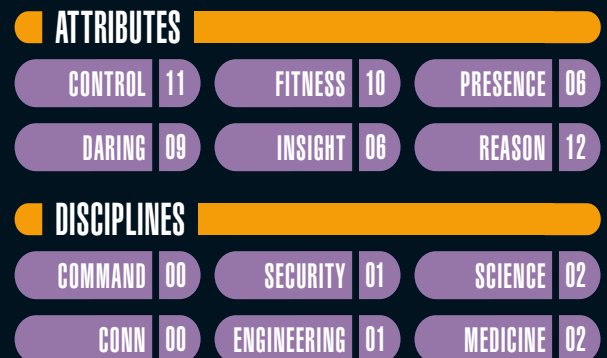 ATTRIBUTES
CONTROL 11 FITNESS 10 PRESENCE 06
DARING 09 INSIGHT 06 REASON 12
DISCIPLINES
COMMAND 00 SECURITY 01 SCIENCE 02
CONN 00 ENGINEERING 01 MEDICINE 02